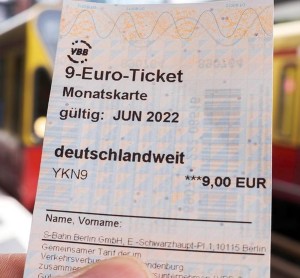 VBB
9-Euro-Ticket
Monatskarte
gültig: JUN 2022
deutschlandweit
YKN9
***9,00 EUR
Name, Vorname:
S-Bahn Berlin GmbH, E.-Schwarzhaupt-Pl.1, 10115 Berlin
Gemeinsamer Tarif der im
Verkehrsverbu